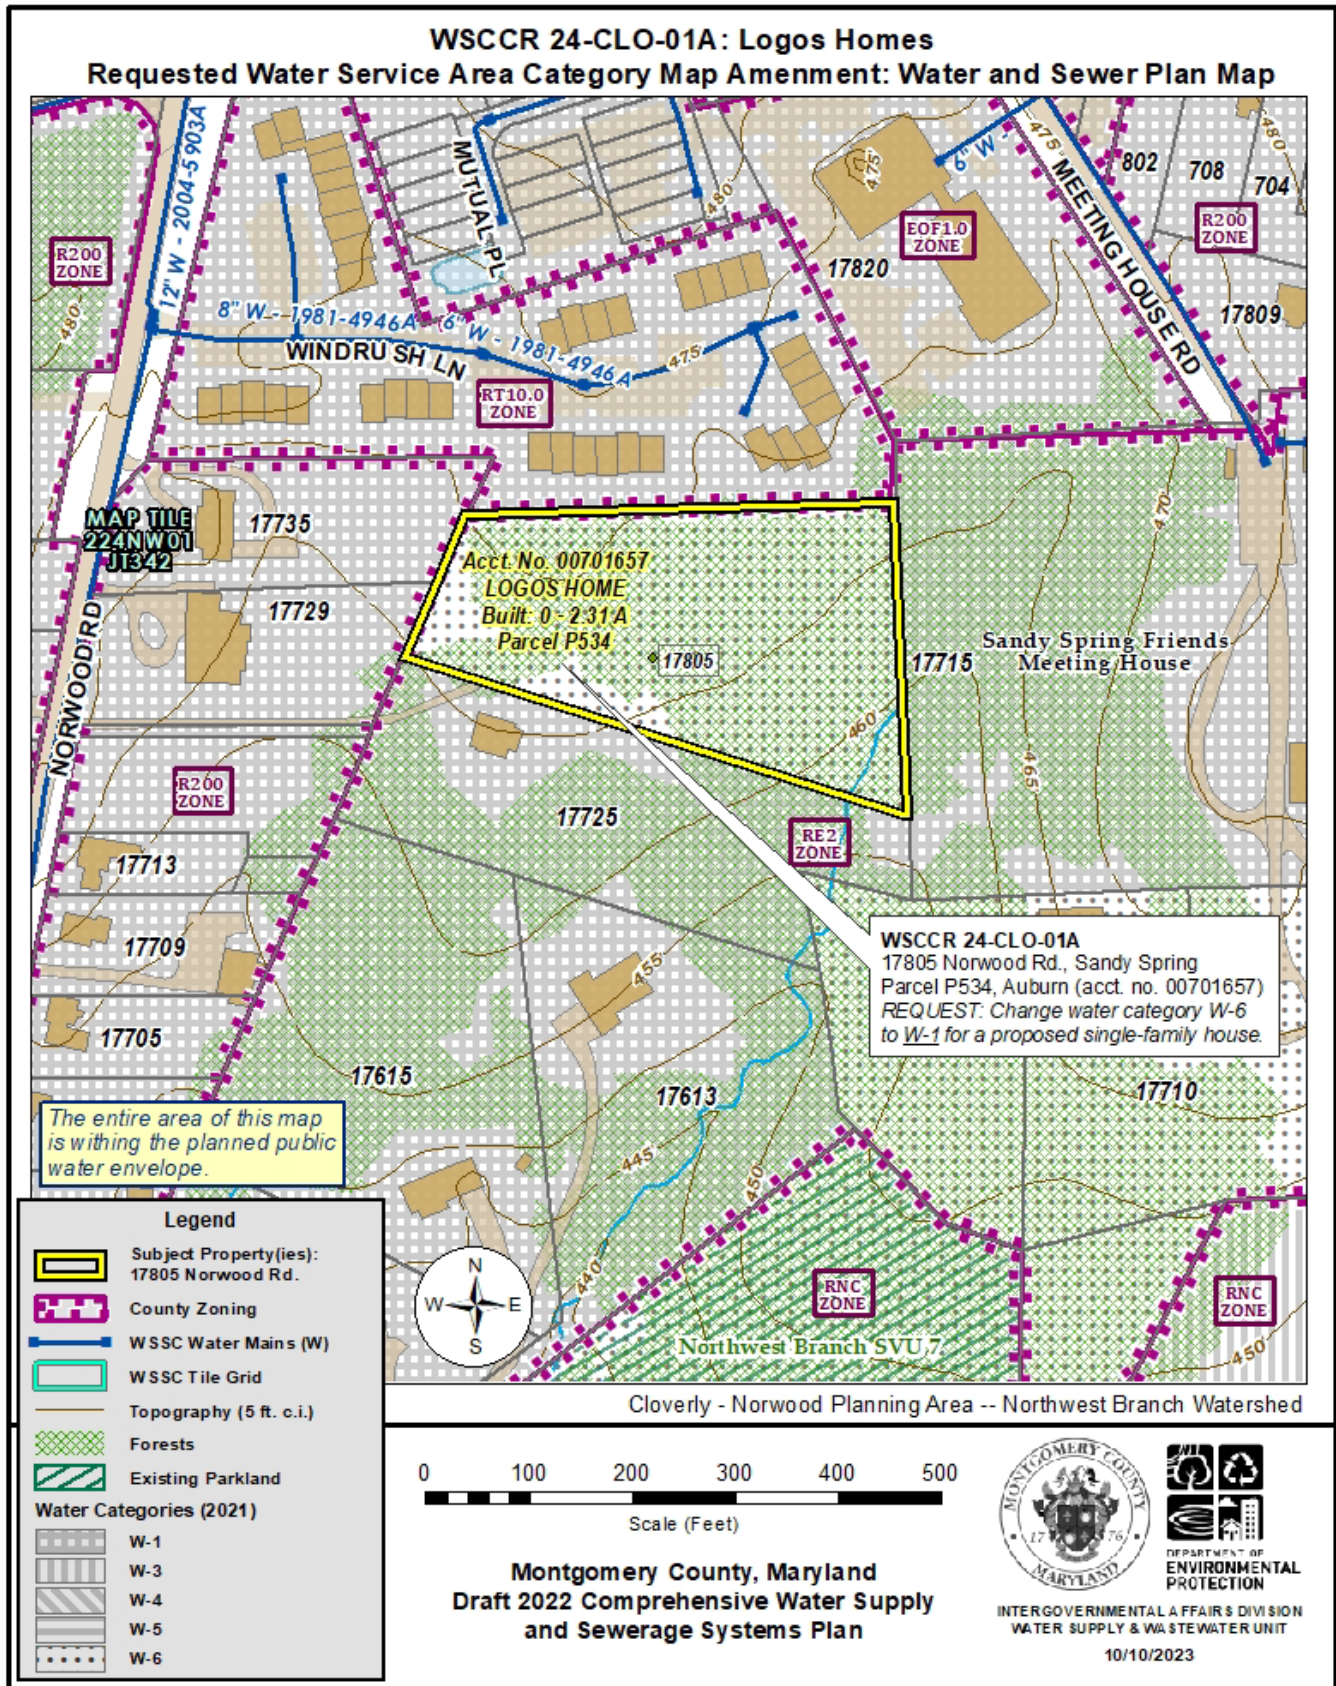 WSCCR 24-CLO-01A: Logos Homes
Requested Water Service Area Category Map Amenment: Water and Sewer Plan Map
12" W - 2004-5903A
MUTUAL PL
480
475
6" W
475
MEETING HOUSE RD
802
708
704
480
R200
ZONE
R200
ZONE
EOF1.0
ZONE
17820
17809
480
8" W - 1981-4946A
6" W - 1981-4946A
475
WINDRUSH LN
RT10.0
ZONE
MAP TILE
224NW01
JT342
17735
17729
NORWOOD RD
Acct. No. 00701657
LOGOS HOME
Built: 0 - 2.31 A
Parcel P534
17805
17715
Sandy Spring Friends
Meeting House
470
460
465
R200
ZONE
17725
RE2
ZONE
17713
17709
17705
455
17615
17613
17710
WSCCR 24-CLO-01A
17805 Norwood Rd., Sandy Spring
Parcel P534, Auburn (acct. no. 00701657)
REQUEST: Change water category W-6
to W-1 for a proposed single-family house.
The entire area of this map
is withing the planned public
water envelope.
445
450
440
RNC
ZONE
RNC
ZONE
450
Northwest Branch SVU 7
N
W
E
S
Legend
Subject Property(ies):
17805 Norwood Rd.
County Zoning
WSSC Water Mains (W)
WSSC Tile Grid
Topography (5 ft. c.i.)
Forests
Existing Parkland
Water Categories (2021)
W-1
W-3
W-4
W-5
W-6
Cloverly - Norwood Planning Area -- Northwest Branch Watershed
0 100 200 300 400 500
Scale (Feet)
Montgomery County, Maryland
Draft 2022 Comprehensive Water Supply
and Sewerage Systems Plan
MONTGOMERY COUNTY
17 76
MARYLAND
DEPARTMENT OF
ENVIRONMENTAL
PROTECTION
INTERGOVERNMENTAL AFFAIRS DIVISION
WATER SUPPLY & WASTEWATER UNIT
10/10/2023